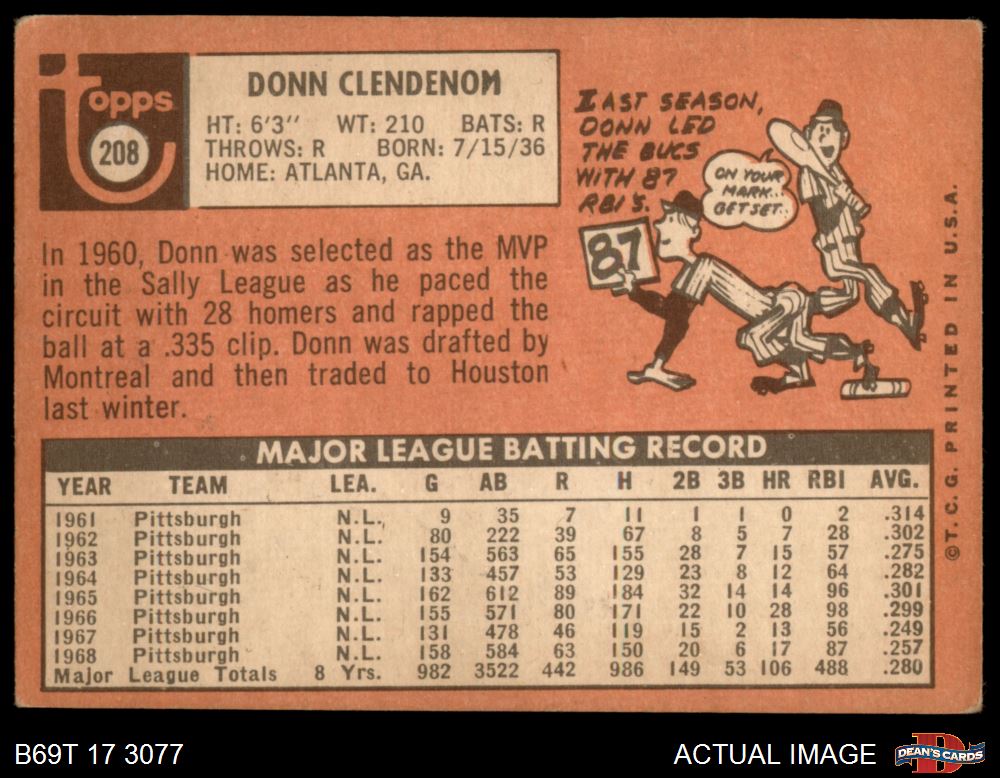 Topps
208
DONN CLENDENON
HT: 6'3" WT: 210 BATS: R
THROWS: R BORN: 7/15/36
HOME: ATLANTA, GA.
LAST SEASON,
DONN LED
THE BUCS
WITH 87
RBI'S.
ON YOUR
MARK...
GET SET..
87
In 1960, Donn was selected as the MVP
in the Sally League as he paced the
circuit with 28 homers and rapped the
ball at a .335 clip. Donn was drafted by
Montreal and then traded to Houston
last winter.
©T.C.G. PRINTED IN U.S.A.
MAJOR LEAGUE BATTING RECORD
YEAR TEAM LEA. G AB R H 2B 3B HR RBI AVG.
1961 Pittsburgh N.L. 9 35 7 11 1 1 0 2 .314
1962 Pittsburgh N.L. 80 222 39 67 8 5 7 28 .302
1963 Pittsburgh N.L. 154 563 65 155 28 7 15 57 .275
1964 Pittsburgh N.L. 133 457 53 129 23 8 12 64 .282
1965 Pittsburgh N.L. 162 612 89 184 32 14 14 96 .301
1966 Pittsburgh N.L. 155 571 80 171 22 10 28 98 .299
1967 Pittsburgh N.L. 131 478 46 119 15 2 13 56 .249
1968 Pittsburgh N.L. 158 584 63 150 20 6 17 87 .257
Major League Totals 8 Yrs. 982 3522 442 986 149 53 106 488 .280
B69T 17 3077
ACTUAL IMAGE
DEAN'S CARDS